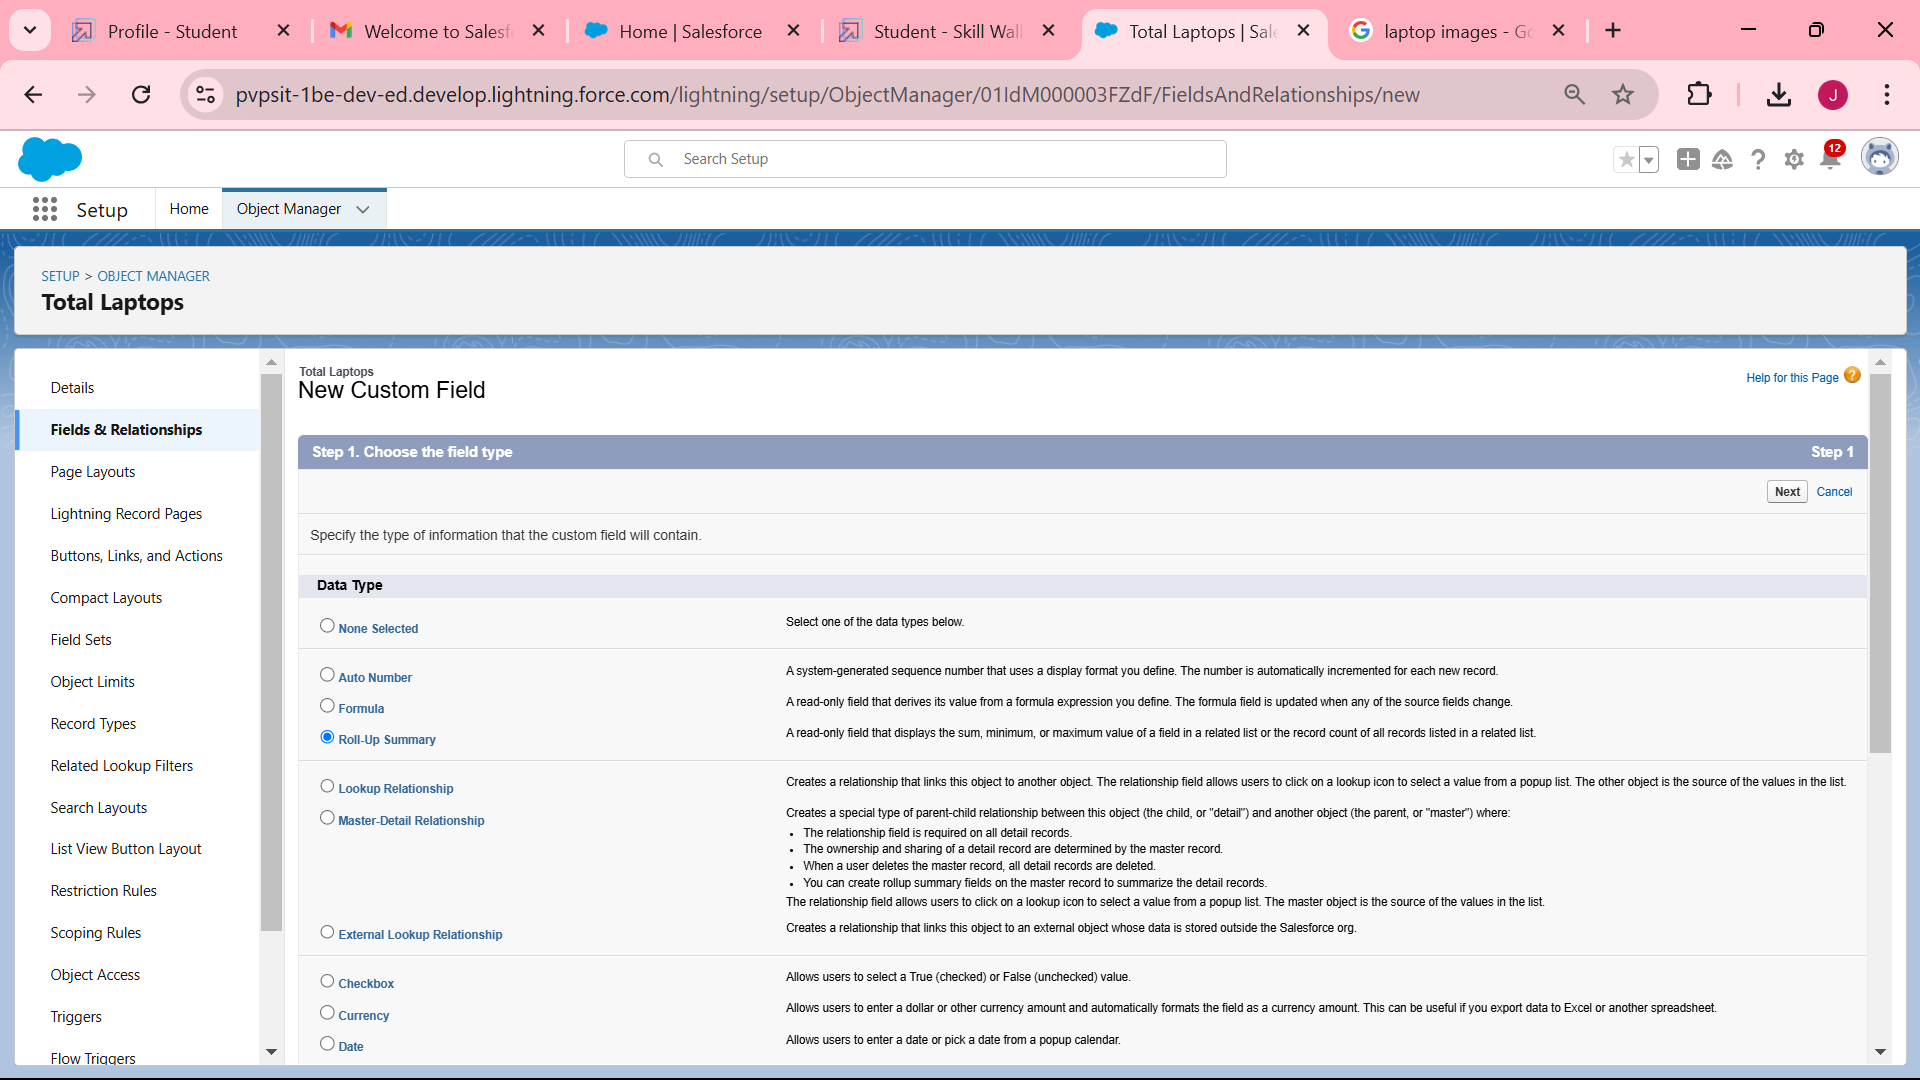 Profile - Student
Welcome to Salesf
Home | Salesforce
Student - Skill Wall
Total Laptops | Sale
laptop images - Go
pvpsit-1be-dev-ed.develop.lightning.force.com/lightning/setup/ObjectManager/01IdM000003FZdF/FieldsAndRelationships/new
J
Search Setup
12
Setup
Home
Object Manager
SETUP > OBJECT MANAGER
Total Laptops
Details
Fields & Relationships
Page Layouts
Lightning Record Pages
Buttons, Links, and Actions
Compact Layouts
Field Sets
Object Limits
Record Types
Related Lookup Filters
Search Layouts
List View Button Layout
Restriction Rules
Scoping Rules
Object Access
Triggers
Flow Triggers
Total Laptops
New Custom Field
Help for this Page
Step 1. Choose the field type
Step 1
Next Cancel
Specify the type of information that the custom field will contain.
Data Type
None Selected
Select one of the data types below.
Auto Number
A system-generated sequence number that uses a display format you define. The number is automatically incremented for each new record.
Formula
A read-only field that derives its value from a formula expression you define. The formula field is updated when any of the source fields change.
Roll-Up Summary
A read-only field that displays the sum, minimum, or maximum value of a field in a related list or the record count of all records listed in a related list.
Lookup Relationship
Creates a relationship that links this object to another object. The relationship field allows users to click on a lookup icon to select a value from a popup list. The other object is the source of the values in the list.
Master-Detail Relationship
Creates a special type of parent-child relationship between this object (the child, or "detail") and another object (the parent, or "master") where:
• The relationship field is required on all detail records.
• The ownership and sharing of a detail record are determined by the master record.
• When a user deletes the master record, all detail records are deleted.
• You can create rollup summary fields on the master record to summarize the detail records.
The relationship field allows users to click on a lookup icon to select a value from a popup list. The master object is the source of the values in the list.
External Lookup Relationship
Creates a relationship that links this object to an external object whose data is stored outside the Salesforce org.
Checkbox
Allows users to select a True (checked) or False (unchecked) value.
Currency
Allows users to enter a dollar or other currency amount and automatically formats the field as a currency amount. This can be useful if you export data to Excel or another spreadsheet.
Date
Allows users to enter a date or pick a date from a popup calendar.